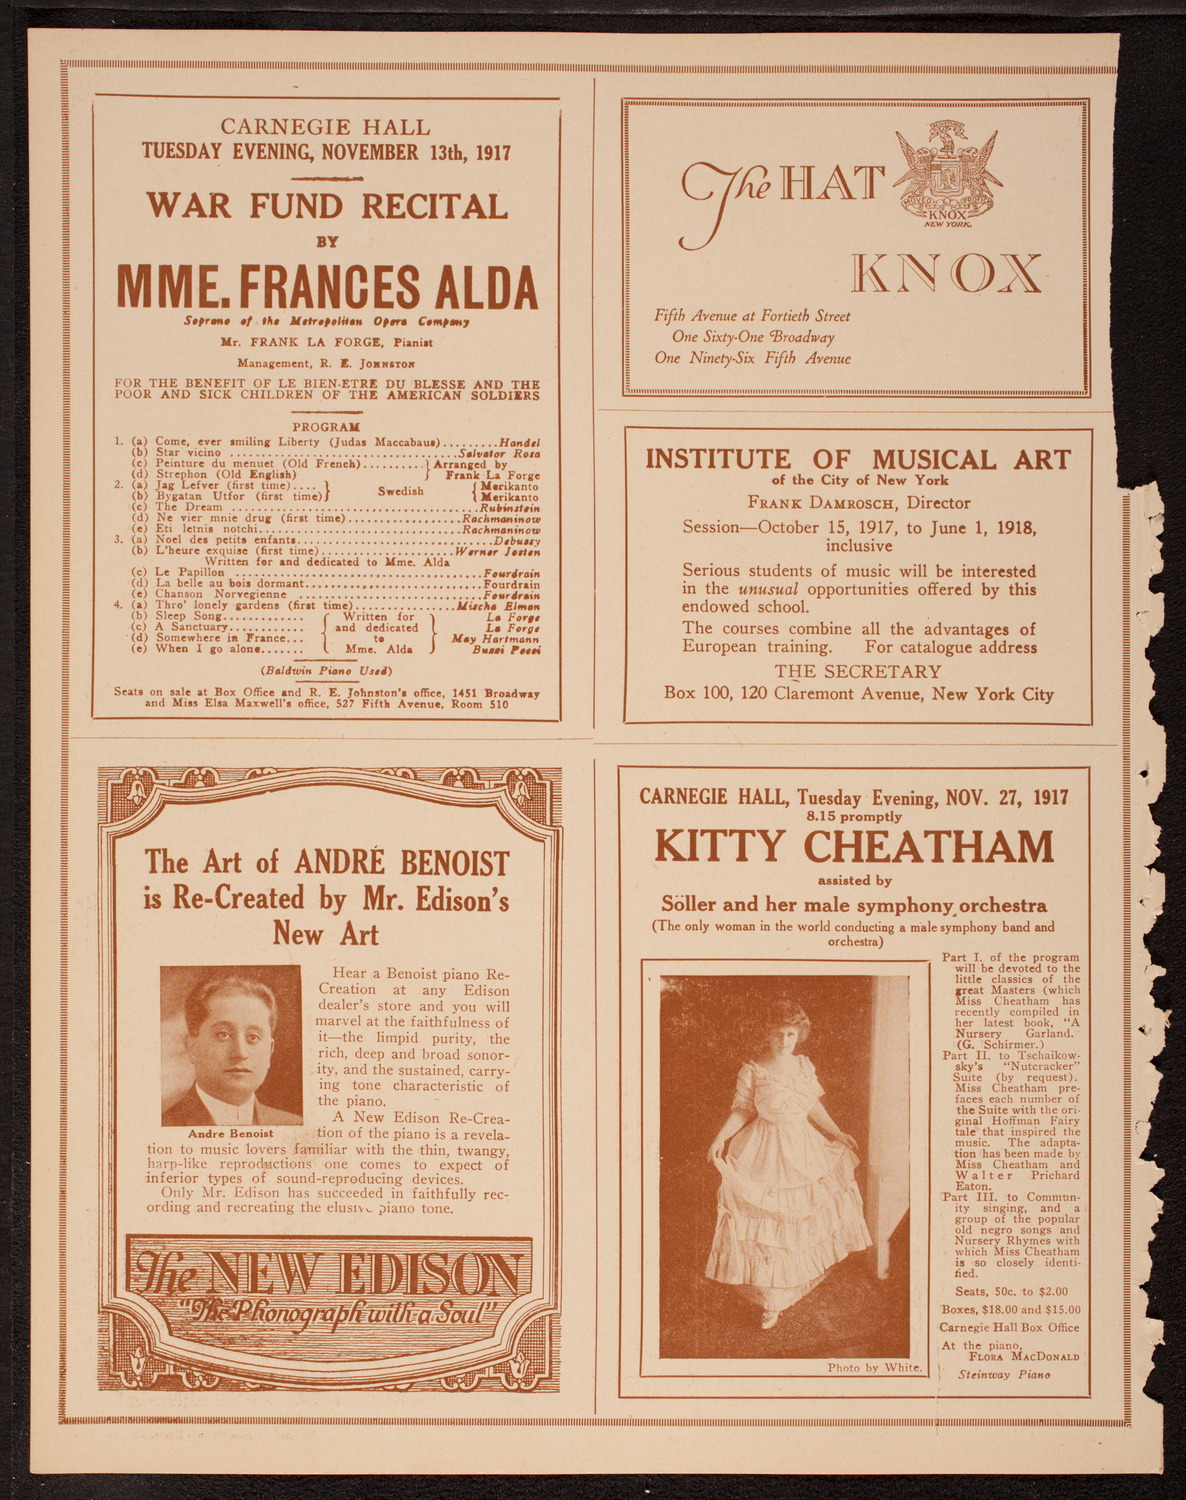 CARNEGIE HALL
TUESDAY EVENING, NOVEMBER 13th, 1917
WAR FUND RECITAL
BY
MME. FRANCES ALDA
Soprano of the Metropolitan Opera Company
Mr. FRANK LA FORGE, Pianist
Management, R. E. JOHNSTON
FOR THE BENEFIT OF LE BIEN-ETRE DU BLESSE AND THE
POOR AND SICK CHILDREN OF THE AMERICAN SOLDIERS
PROGRAM
1. (a) Come, ever smiling Liberty (Judas Maccabaus).........Handel
(b) Star vicino ...................................Salvator Rosa
(c) Peinture du menuet (Old French)..........} Arranged by
(d) Strephon (Old English) } Frank La Forge
2. (a) Jag Lefver (first time).... } Swedish { Merikanto
(b) Bygatan Utfor (first time) } { Merikanto
(c) The Dream ......................................Rubinstein
(d) Ne vier mnie drug (first time).................Rachmaninow
(e) Eti letnis notchi..............................Rachmaninow
3. (a) Noel des petits enfants................................Debussy
(b) L'heure exquise (first time)....................Werner Josten
Written for and dedicated to Mme. Alda
(c) Le Papillon ......................................Fourdrain
(d) La belle au bois dormant............................Fourdrain
(e) Chanson Norvegienne ............................Fourdrain
4. (a) Thro' lonely gardens (first time)...............Mischa Elman
(b) Sleep Song............ { Written for } La Forge
(c) A Sanctuary........... and dedicated La Forge
(d) Somewhere in France... to May Hartmann
(e) When I go alone....... { Mme. Alda } Buzzi Pecci
(Baldwin Piano Used)
Seats on sale at Box Office and R. E. Johnston's office, 1451 Broadway
and Miss Elsa Maxwell's office, 527 Fifth Avenue, Room 510
The HAT
KNOX
NEW YORK.
KNOX
Fifth Avenue at Fortieth Street
One Sixty-One Broadway
One Ninety-Six Fifth Avenue
INSTITUTE OF MUSICAL ART
of the City of New York
FRANK DAMROSCH, Director
Session—October 15, 1917, to June 1, 1918,
inclusive
Serious students of music will be interested
in the unusual opportunities offered by this
endowed school.
The courses combine all the advantages of
European training. For catalogue address
THE SECRETARY
Box 100, 120 Claremont Avenue, New York City
The Art of ANDRÉ BENOIST
is Re-Created by Mr. Edison's
New Art
Hear a Benoist piano Re-
Creation at any Edison
dealer's store and you will
marvel at the faithfulness of
it—the limpid purity, the
rich, deep and broad sonor-
ity, and the sustained, carry-
ing tone characteristic of
the piano.
A New Edison Re-Crea-
Andre Benoist
tion of the piano is a revela-
tion to music lovers familiar with the thin, twangy,
harp-like reproductions one comes to expect of
inferior types of sound-reproducing devices.
Only Mr. Edison has succeeded in faithfully rec-
ording and recreating the elusive piano tone.
The NEW EDISON
"The Phonograph with a Soul"
CARNEGIE HALL, Tuesday Evening, NOV. 27, 1917
8.15 promptly
KITTY CHEATHAM
assisted by
Söller and her male symphony orchestra
(The only woman in the world conducting a male symphony band and
orchestra)
Part I. of the program
will be devoted to the
little classics of the
great Masters (which
Miss Cheatham has
recently compiled in
her latest book, "A
Nursery Garland."
(G. Schirmer.)
Part II. to Tschaikow-
sky's "Nutcracker"
Suite (by request).
Miss Cheatham pre-
faces each number of
the Suite with the ori-
ginal Hoffman Fairy
tale that inspired the
music. The adapta-
tion has been made by
Miss Cheatham and
Walter Prichard
Eaton.
Part III. to Commun-
ity singing, and a
group of the popular
old negro songs and
Nursery Rhymes with
which Miss Cheatham
is so closely identi-
fied.
Seats, 50c. to $2.00
Boxes, $18.00 and $15.00
Carnegie Hall Box Office
At the piano,
FLORA MACDONALD
Steinway Piano
Photo by White.